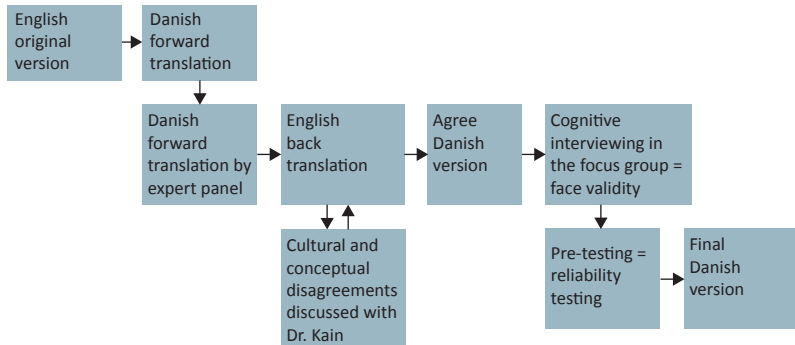 English
original
version
Danish
forward
translation
Danish
forward
translation by
expert panel
English
back
translation
Agree
Danish
version
Cognitive
interviewing in
the focus group =
face validity
Cultural and
conceptual
disagreements
discussed with
Dr. Kain
Pre-testing =
reliability
testing
Final
Danish
version